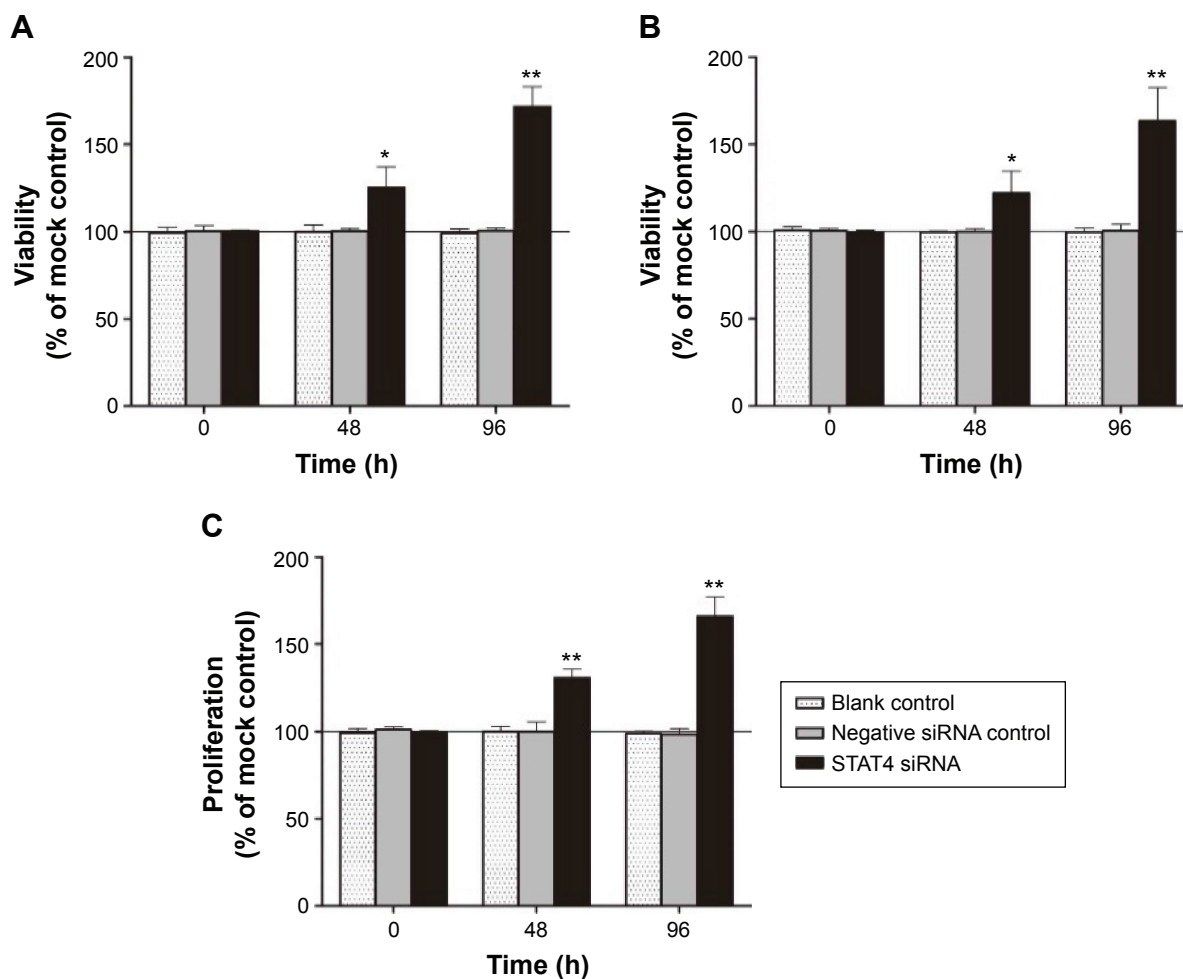 A
Viability
(% of mock control)
200
150
100
50
0
*
**
0 48 96
Time (h)
B
Viability
(% of mock control)
200
150
100
50
0
*
**
0 48 96
Time (h)
C
Proliferation
(% of mock control)
200
150
100
50
0
**
**
0 48 96
Time (h)
Blank control
Negative siRNA control
STAT4 siRNA